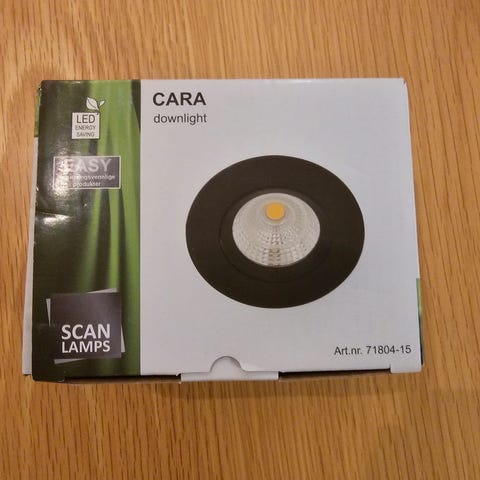 CARA
downlight
LED
ENERGY
SAVING
EASY
produkter
SCAN
LAMPS
Art.nr. 71804-15